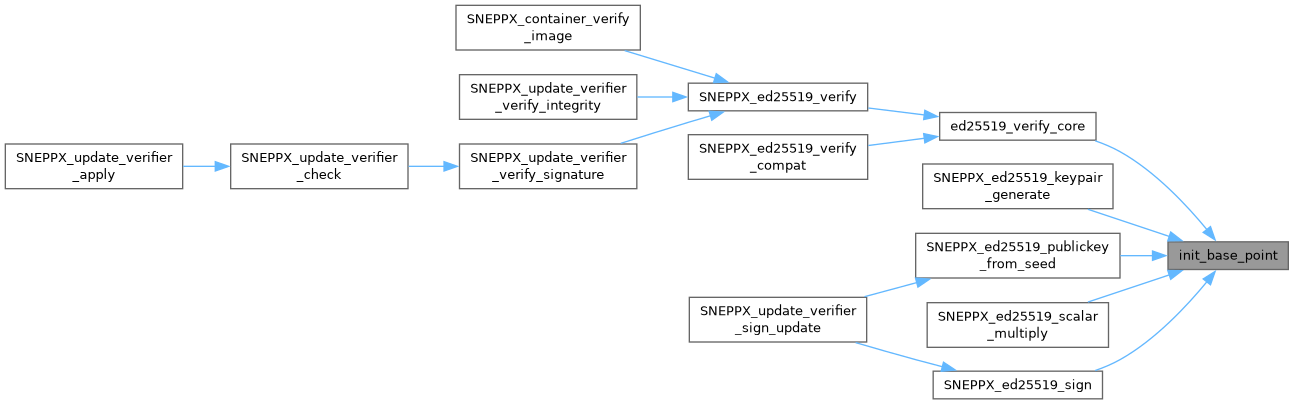 SNEPPX_container_verify
_image
SNEPPX_update_verifier
_verify_integrity
SNEPPX_ed25519_verify
ed25519_verify_core
SNEPPX_update_verifier
_apply
SNEPPX_update_verifier
_check
SNEPPX_update_verifier
_verify_signature
SNEPPX_ed25519_verify
_compat
SNEPPX_ed25519_keypair
_generate
SNEPPX_ed25519_publickey
_from_seed
init_base_point
SNEPPX_update_verifier
_sign_update
SNEPPX_ed25519_scalar
_multiply
SNEPPX_ed25519_sign